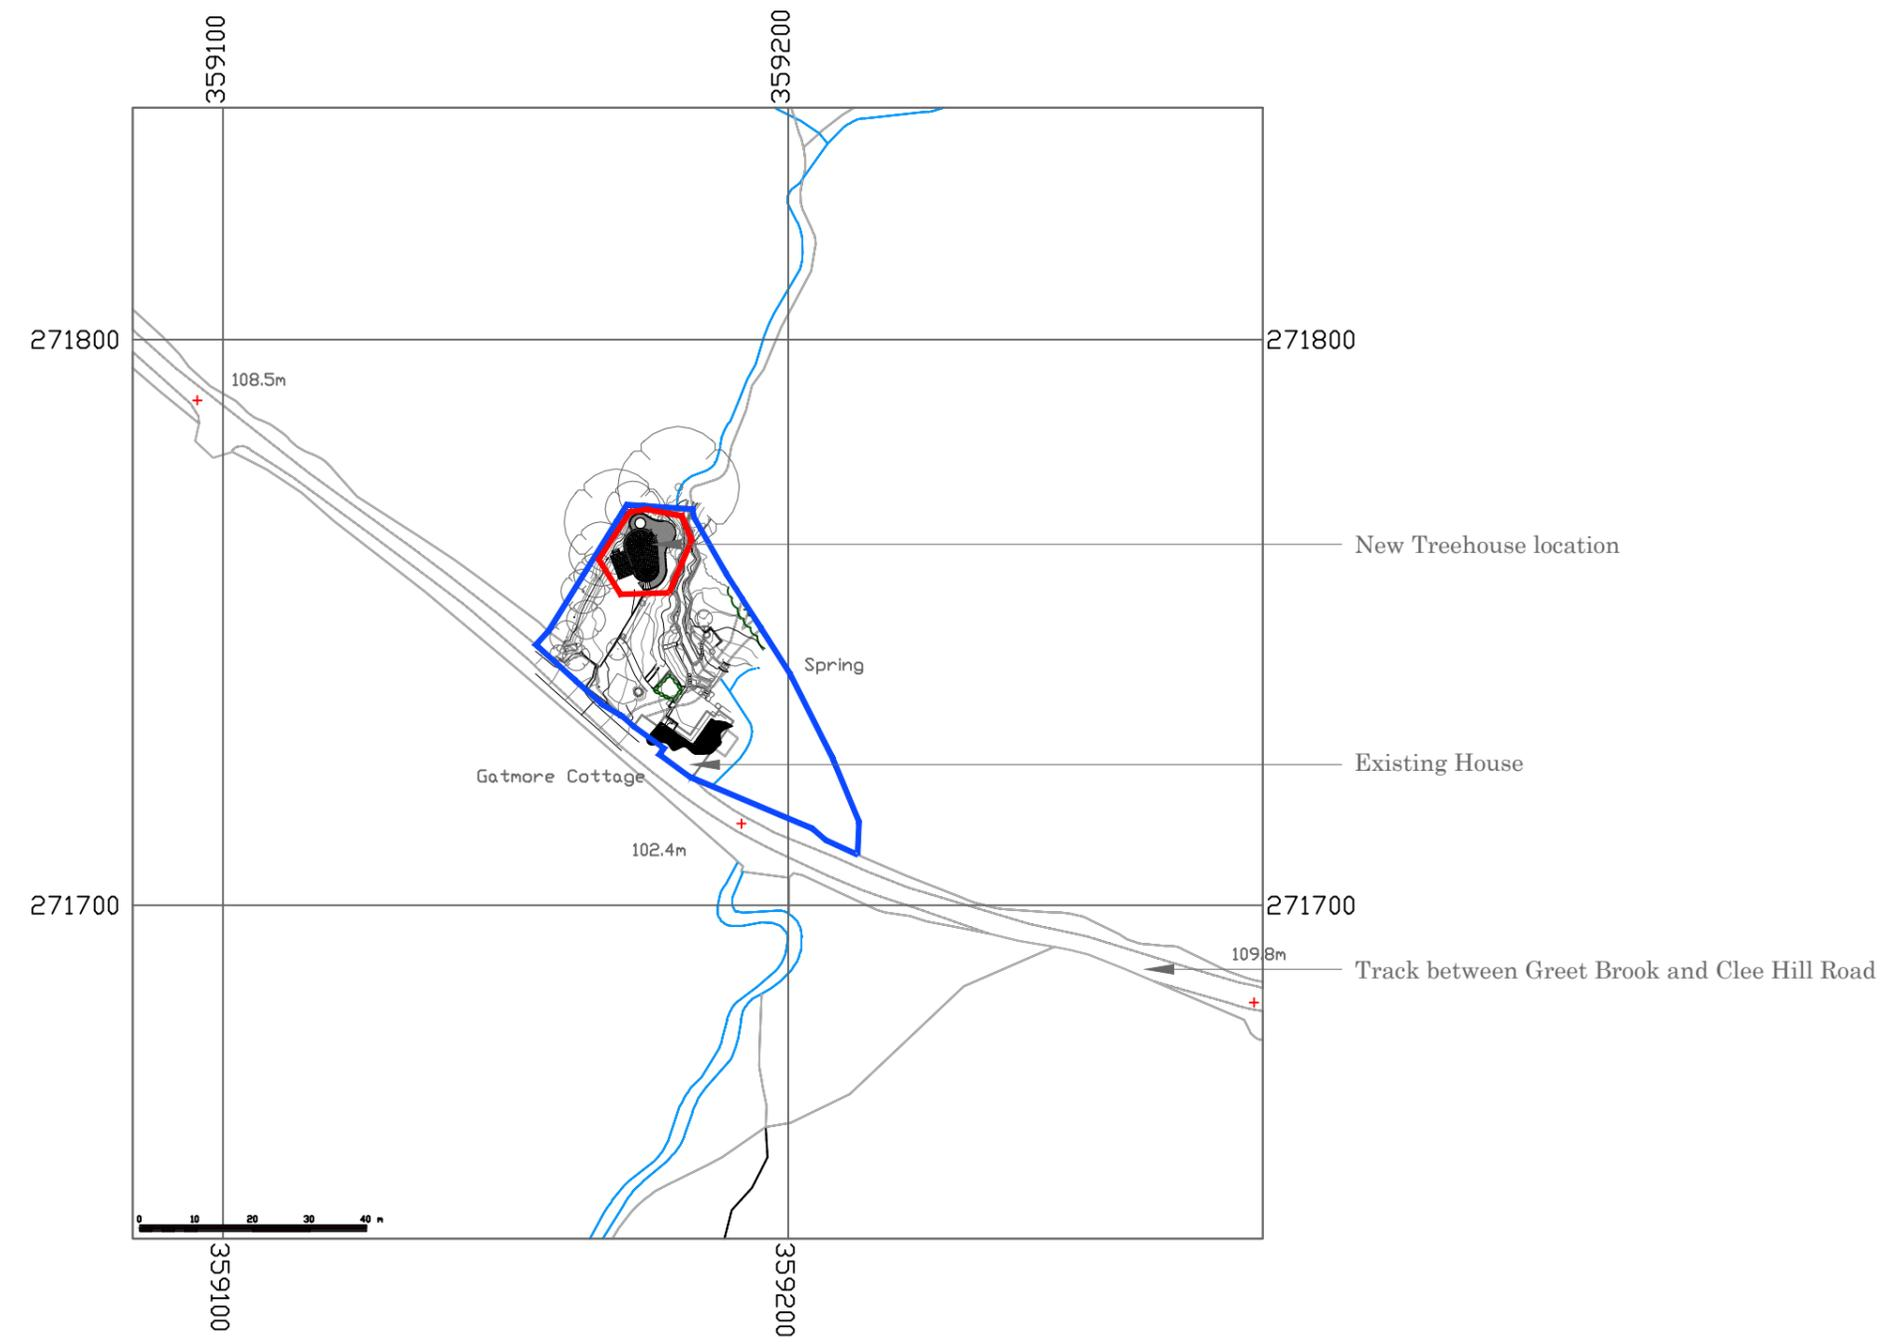 359100
359200
271800
271800
108.5m
New Treehouse location
Spring
Existing House
Gatmore Cottage
102.4m
271700
271700
109.8m
Track between Greet Brook and Clee Hill Road
0 10 20 30 40 m
359100
359200